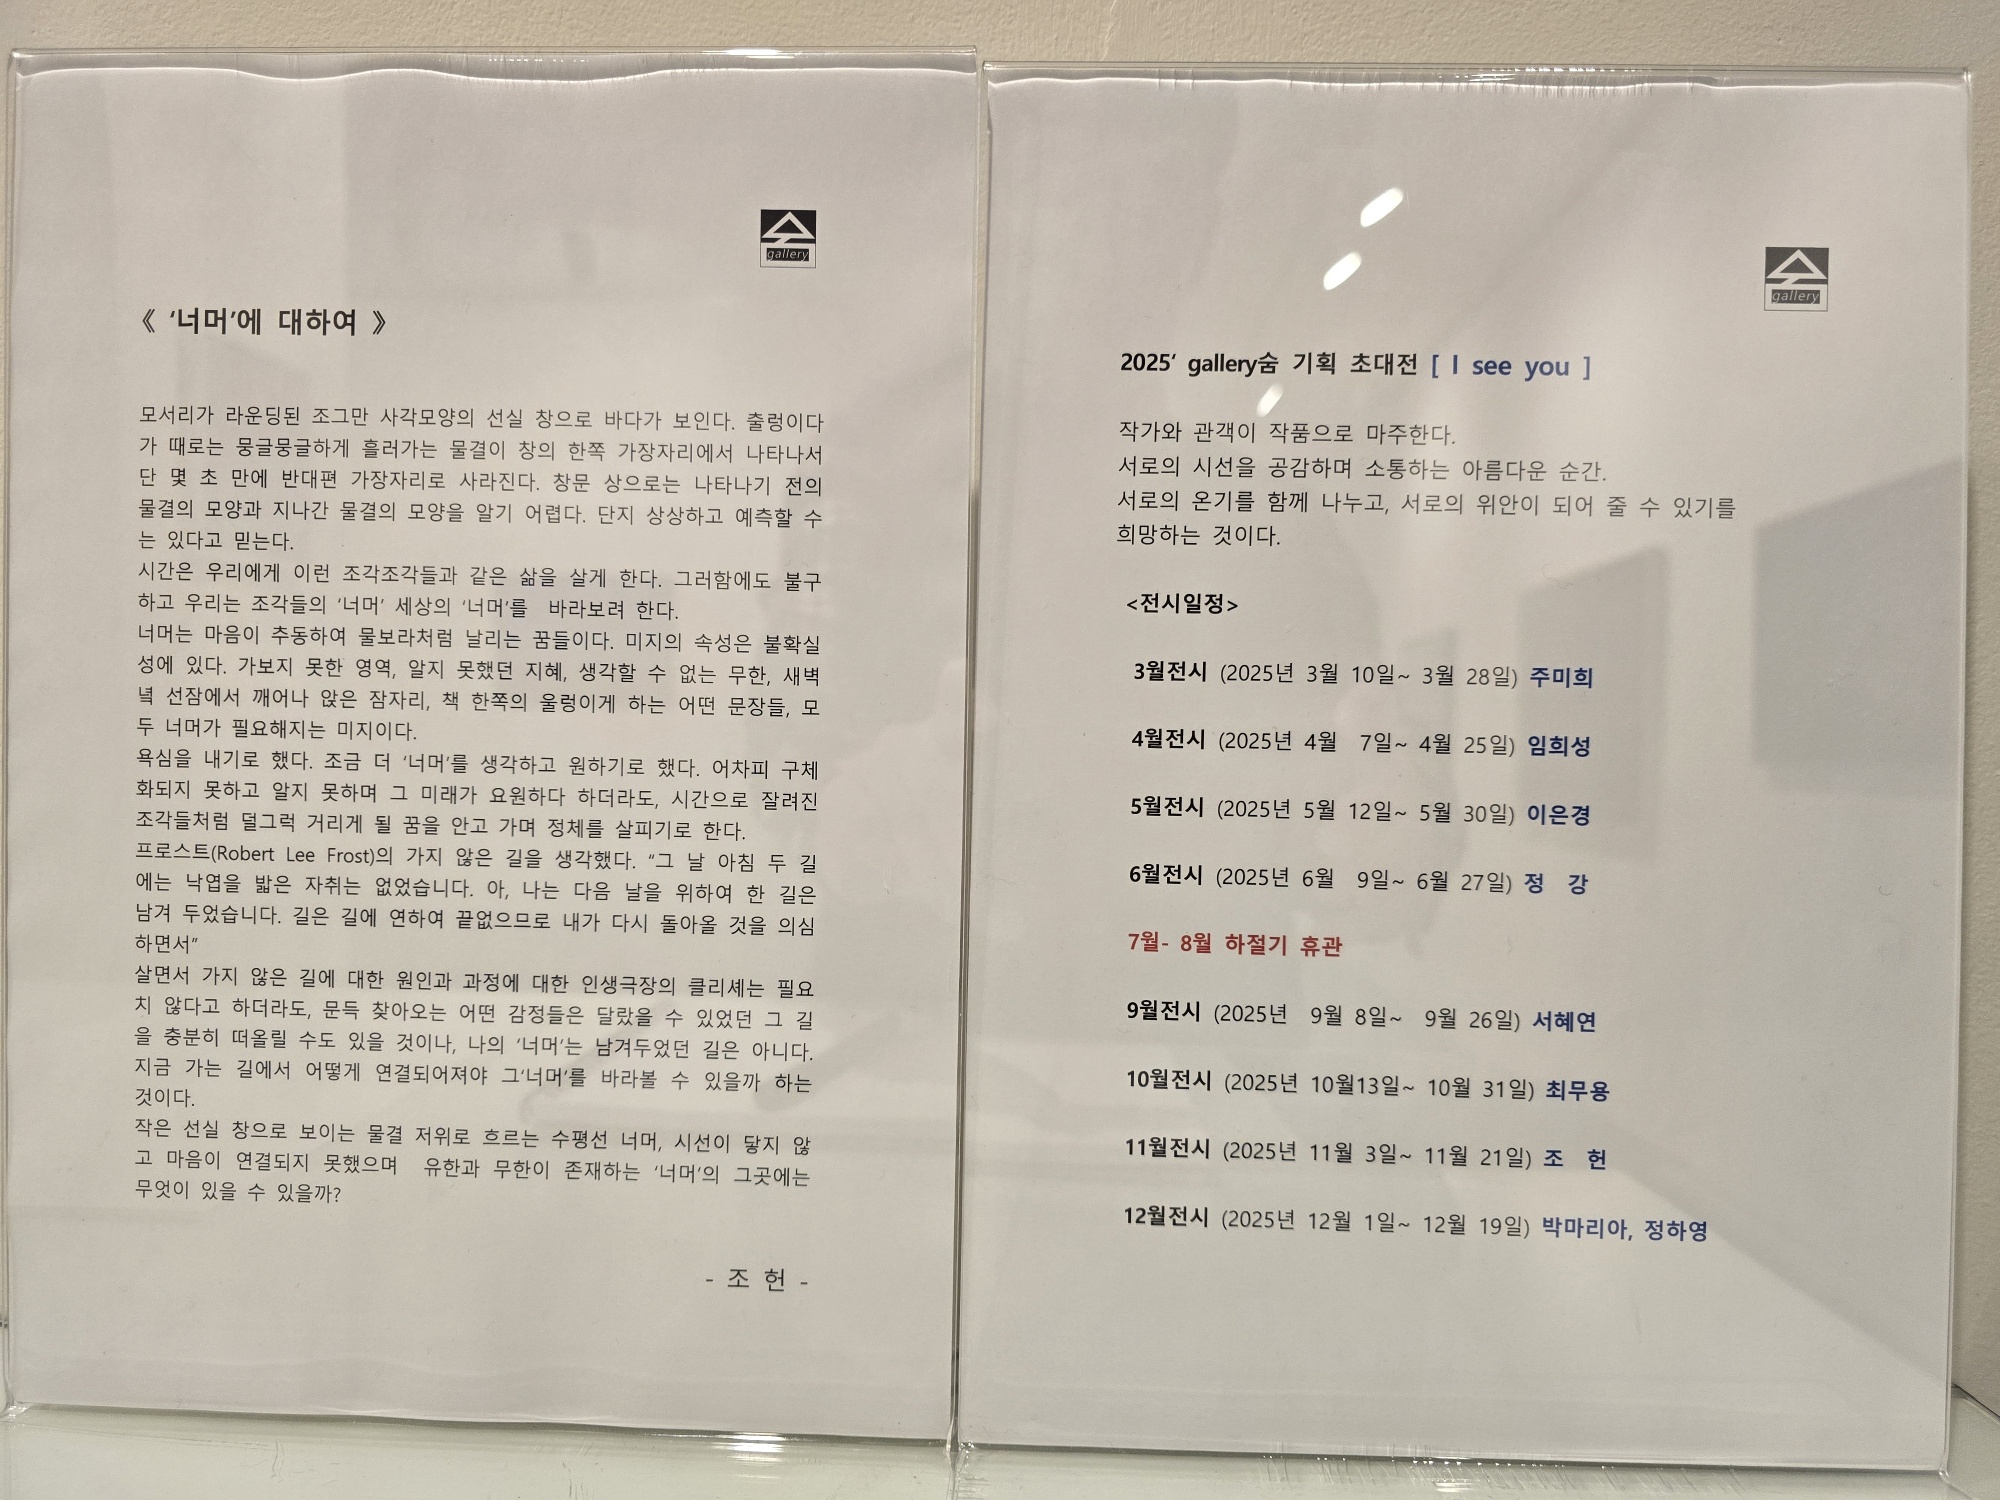 숨
gallery
《 ‘너머’에 대하여 》
모서리가 라운딩된 조그만 사각모양의 선실 창으로 바다가 보인다. 출렁이다
가 때로는 뭉글뭉글하게 흘러가는 물결이 창의 한쪽 가장자리에서 나타나서
단 몇 초 만에 반대편 가장자리로 사라진다. 창문 상으로는 나타나기 전의
물결의 모양과 지나간 물결의 모양을 알기 어렵다. 단지 상상하고 예측할 수
는 있다고 믿는다.
시간은 우리에게 이런 조각조각들과 같은 삶을 살게 한다. 그러함에도 불구
하고 우리는 조각들의 ‘너머’ 세상의 ‘너머’를 바라보려 한다.
너머는 마음이 추동하여 물보라처럼 날리는 꿈들이다. 미지의 속성은 불확실
성에 있다. 가보지 못한 영역, 알지 못했던 지혜, 생각할 수 없는 무한, 새벽
녘 선잠에서 깨어나 앉은 잠자리, 책 한쪽의 울렁이게 하는 어떤 문장들, 모
두 너머가 필요해지는 미지이다.
욕심을 내기로 했다. 조금 더 ‘너머’를 생각하고 원하기로 했다. 어차피 구체
화되지 못하고 알지 못하며 그 미래가 요원하다 하더라도, 시간으로 잘려진
조각들처럼 덜그럭 거리게 될 꿈을 안고 가며 정체를 살피기로 한다.
프로스트(Robert Lee Frost)의 가지 않은 길을 생각했다. “그 날 아침 두 길
에는 낙엽을 밟은 자취는 없었습니다. 아, 나는 다음 날을 위하여 한 길은
남겨 두었습니다. 길은 길에 연하여 끝없으므로 내가 다시 돌아올 것을 의심
하면서”
살면서 가지 않은 길에 대한 원인과 과정에 대한 인생극장의 클리셰는 필요
치 않다고 하더라도, 문득 찾아오는 어떤 감정들은 달랐을 수 있었던 그 길
을 충분히 떠올릴 수도 있을 것이나, 나의 ‘너머’는 남겨두었던 길은 아니다.
지금 가는 길에서 어떻게 연결되어져야 그‘너머’를 바라볼 수 있을까 하는
것이다.
작은 선실 창으로 보이는 물결 저위로 흐르는 수평선 너머, 시선이 닿지 않
고 마음이 연결되지 못했으며 유한과 무한이 존재하는 ‘너머’의 그곳에는
무엇이 있을 수 있을까?
- 조 헌 -
숨
gallery
2025‘ gallery숨 기획 초대전 [ I see you ]
작가와 관객이 작품으로 마주한다.
서로의 시선을 공감하며 소통하는 아름다운 순간.
서로의 온기를 함께 나누고, 서로의 위안이 되어 줄 수 있기를
희망하는 것이다.
<전시일정>
3월전시 (2025년 3월 10일~ 3월 28일) 주미희
4월전시 (2025년 4월 7일~ 4월 25일) 임희성
5월전시 (2025년 5월 12일~ 5월 30일) 이은경
6월전시 (2025년 6월 9일~ 6월 27일) 정 강
7월- 8월 하절기 휴관
9월전시 (2025년 9월 8일~ 9월 26일) 서혜연
10월전시 (2025년 10월13일~ 10월 31일) 최무용
11월전시 (2025년 11월 3일~ 11월 21일) 조 헌
12월전시 (2025년 12월 1일~ 12월 19일) 박마리아, 정하영